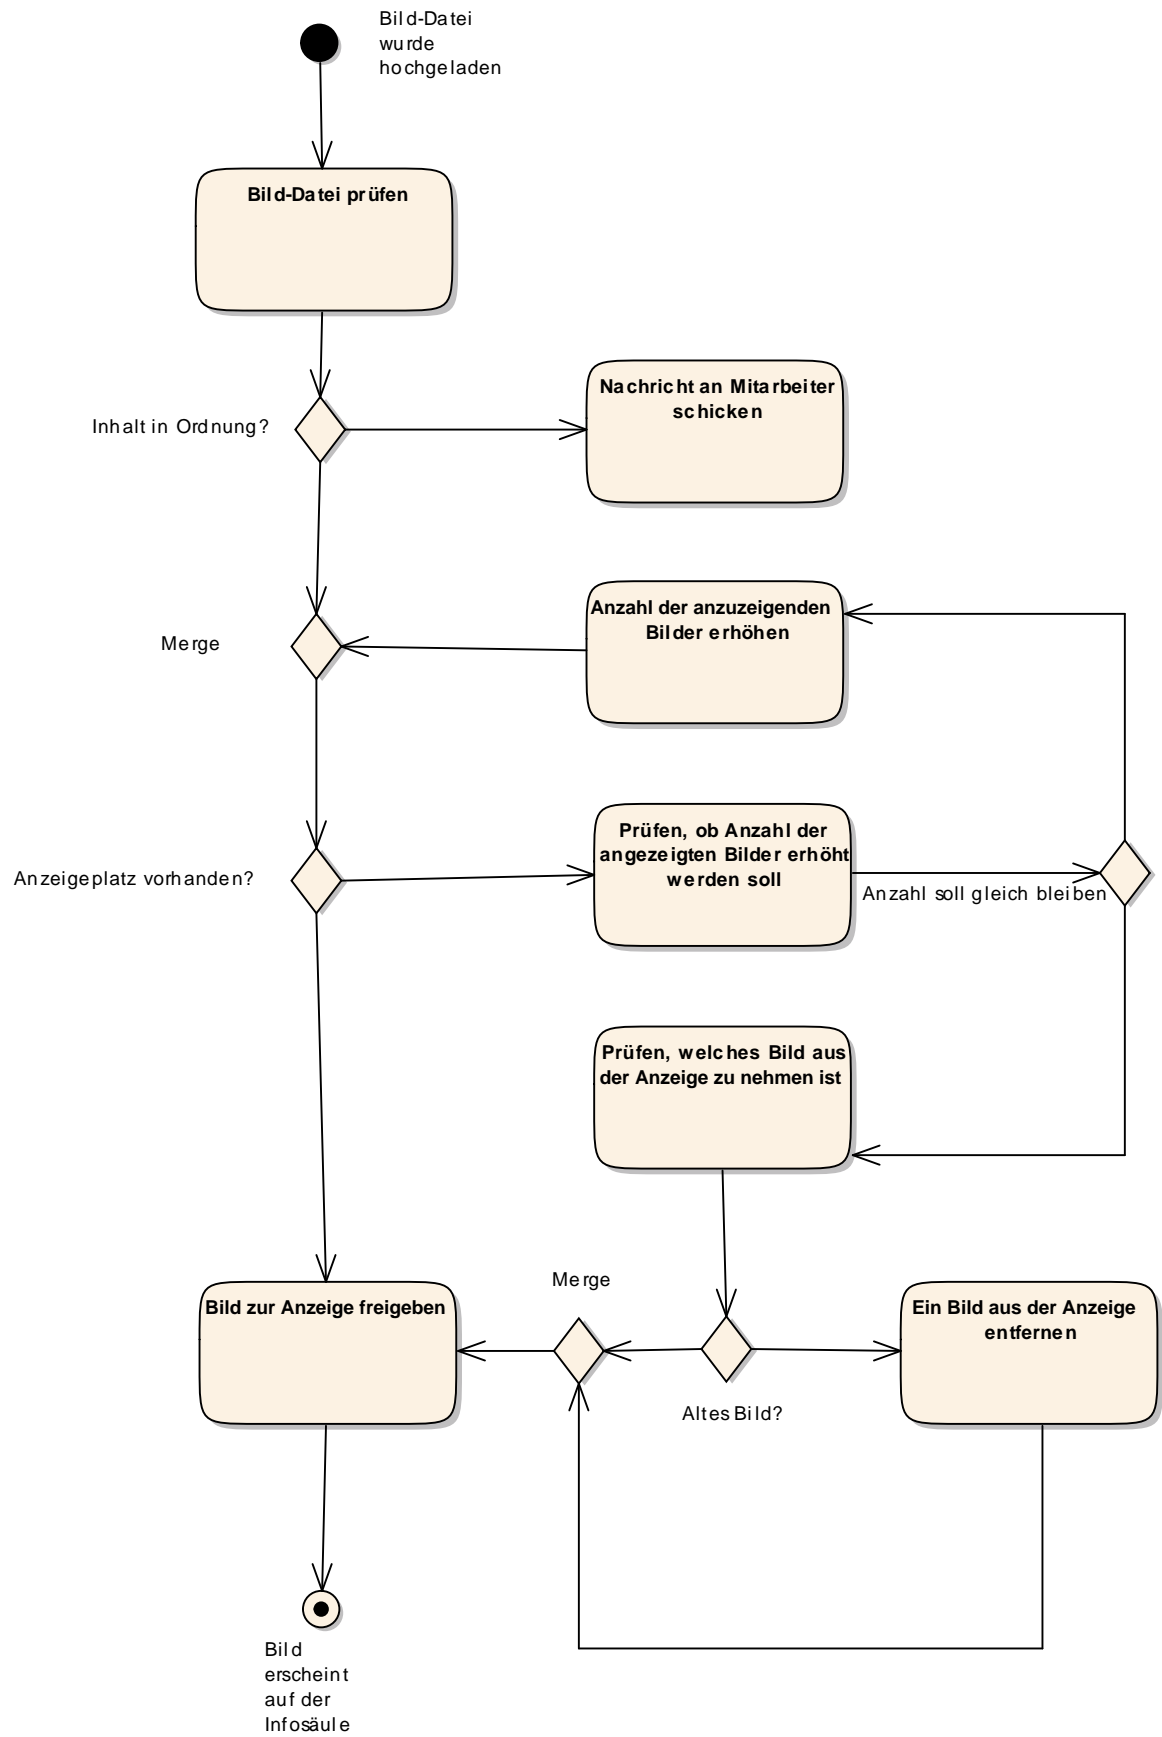 Bild-Datei
wurde
hochgeladen
Bild-Datei prüfen
Inhalt in Ordnung?
Nachricht an Mitarbeiter
schicken
Merge
Anzahl der anzuzeigenden
Bilder erhöhen
Anzeigeplatz vorhanden?
Prüfen, ob Anzahl der
angezeigten Bilder erhöht
werden soll
Anzahl soll gleich bleiben
Prüfen, welches Bild aus
der Anzeige zu nehmen ist
Merge
Bild zur Anzeige freigeben
Altes Bild?
Ein Bild aus der Anzeige
entfernen
Bild
erscheint
auf der
Infosäule